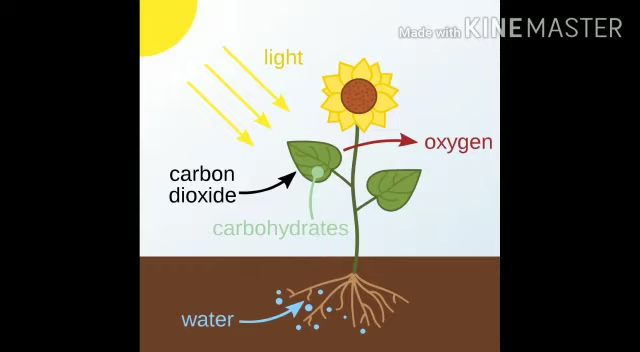 Made with KINEMASTER
light
oxygen
carbon
dioxide
carbohydrates
water